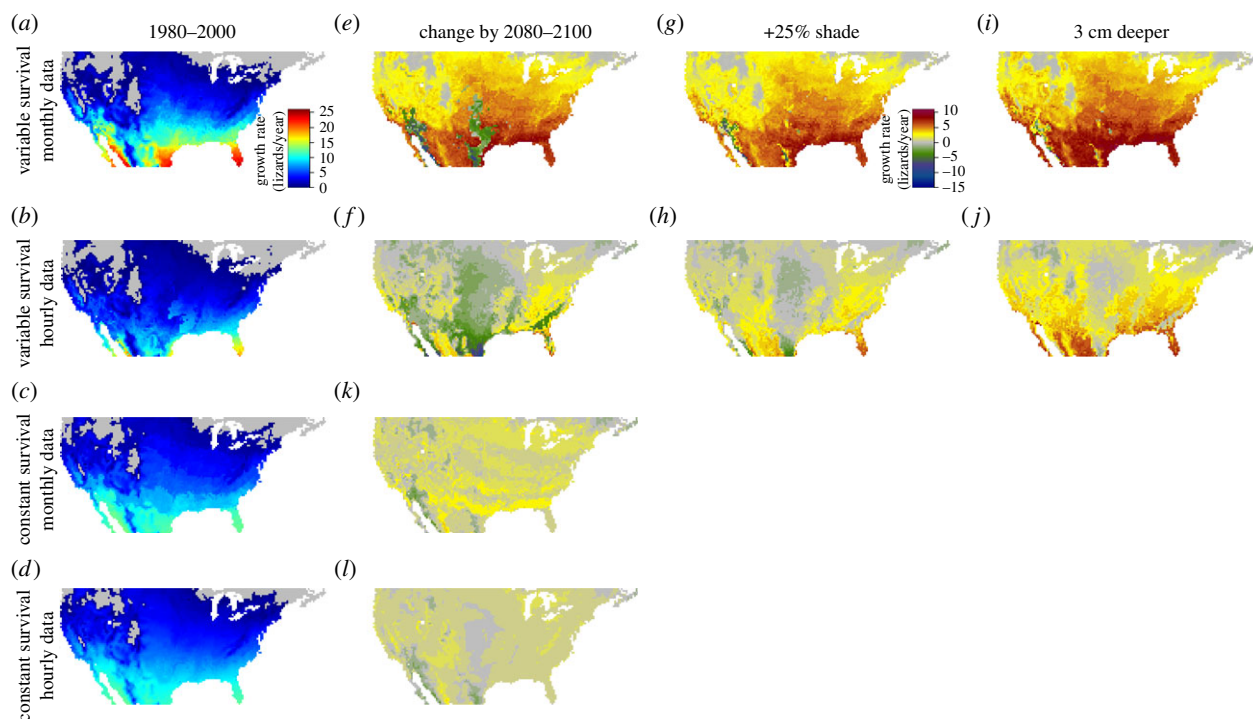 (a)
1980–2000
(e)
change by 2080–2100
(g)
+25% shade
(i)
3 cm deeper
variable survival
monthly data
growth rate
(lizards/year)
25
20
15
10
5
0
growth rate
(lizards/year)
10
5
0
−5
−10
−15
(b)
(f)
(h)
(j)
variable survival
hourly data
(c)
(k)
constant survival
monthly data
(d)
(l)
constant survival
hourly data